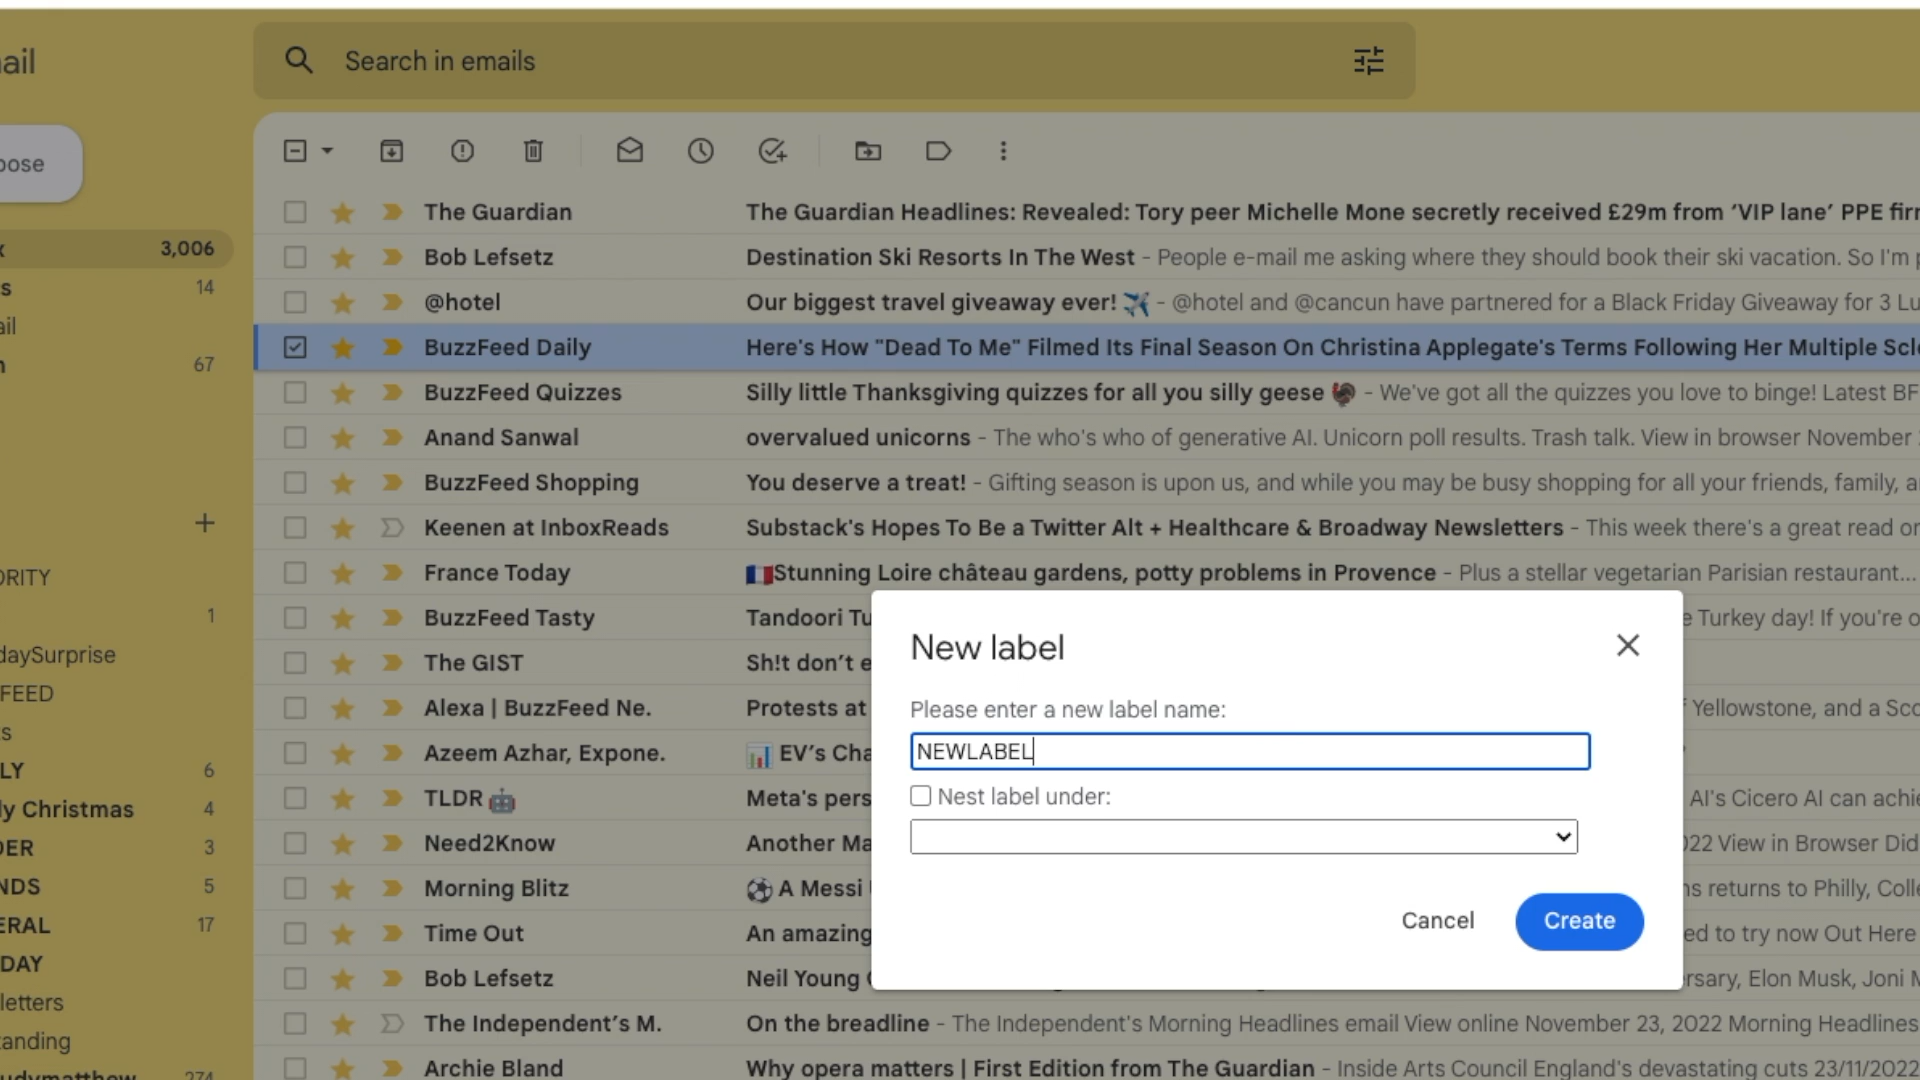 ail
Search in emails
pose
x 3,006
s 14
ail
n 67
ORITY
1
daySurprise
FEED
s
LY 6
ly Christmas 4
DER 3
NDS 5
ERAL 17
DAY
letters
tanding
udymatthew 274
The Guardian The Guardian Headlines: Revealed: Tory peer Michelle Mone secretly received £29m from ‘VIP lane’ PPE firr
Bob Lefsetz Destination Ski Resorts In The West - People e-mail me asking where they should book their ski vacation. So I'm p
@hotel Our biggest travel giveaway ever! ✈️ - @hotel and @cancun have partnered for a Black Friday Giveaway for 3 Lu
BuzzFeed Daily Here's How "Dead To Me" Filmed Its Final Season On Christina Applegate's Terms Following Her Multiple Scle
BuzzFeed Quizzes Silly little Thanksgiving quizzes for all you silly geese 🦃 - We've got all the quizzes you love to binge! Latest BF
Anand Sanwal overvalued unicorns - The who's who of generative AI. Unicorn poll results. Trash talk. View in browser November
BuzzFeed Shopping You deserve a treat! - Gifting season is upon us, and while you may be busy shopping for all your friends, family, a
Keenen at InboxReads Substack's Hopes To Be a Twitter Alt + Healthcare & Broadway Newsletters - This week there's a great read or
France Today 🇫🇷Stunning Loire château gardens, potty problems in Provence - Plus a stellar vegetarian Parisian restaurant...
BuzzFeed Tasty Tandoori Tu e Turkey day! If you're o
The GIST Sh!t don’t e
Alexa | BuzzFeed Ne. Protests at f Yellowstone, and a Sco
Azeem Azhar, Expone. 📊 EV’s Cha
TLDR 🤖 Meta's pers AI's Cicero AI can achie
Need2Know Another Ma 022 View in Browser Did
Morning Blitz ⚽ A Messi ns returns to Philly, Colle
Time Out An amazing ed to try now Out Here
Bob Lefsetz Neil Young rsary, Elon Musk, Joni M
The Independent’s M. On the breadline - The Independent's Morning Headlines email View online November 23, 2022 Morning Headlines
Archie Bland Why opera matters | First Edition from The Guardian - Inside Arts Council England's devastating cuts 23/11/2022
New label
Please enter a new label name:
NEWLABEL
Nest label under:
Cancel Create